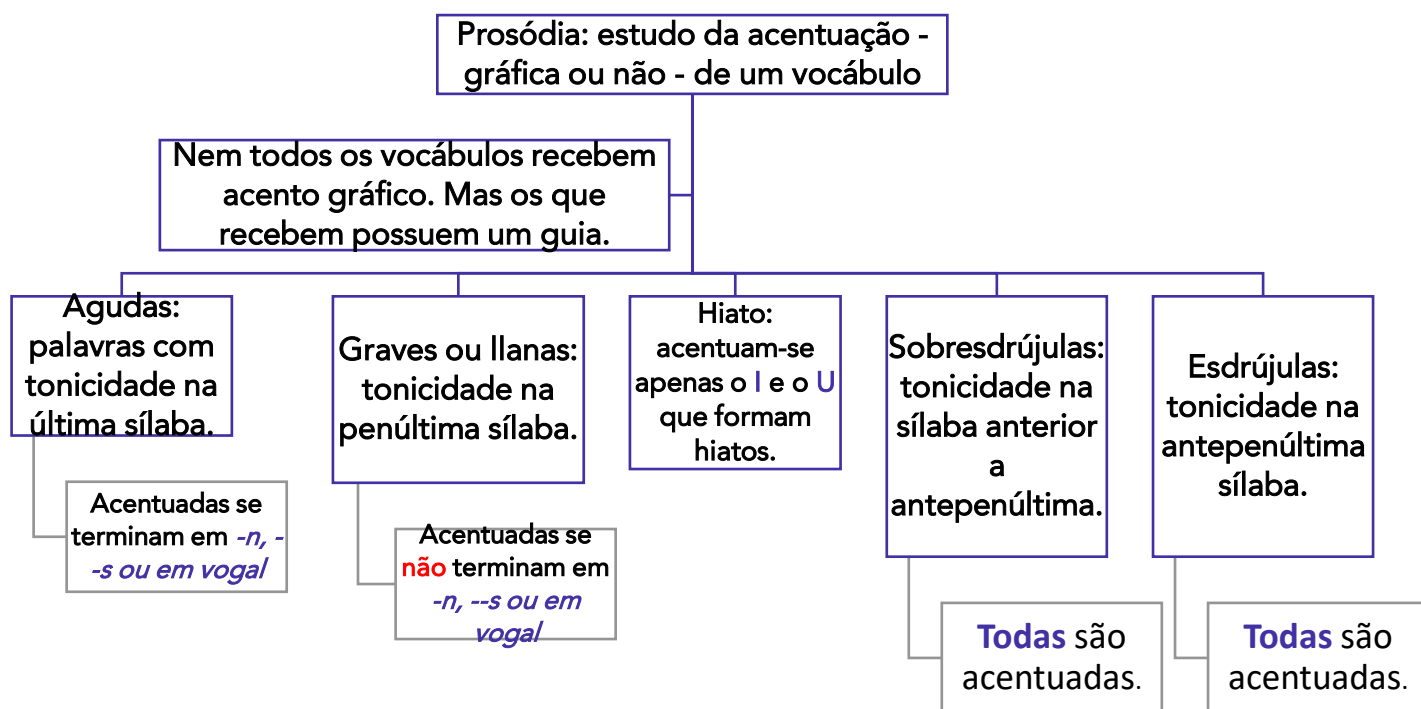 Prosódia: estudo da acentuação -
gráfica ou não - de um vocábulo
Nem todos os vocábulos recebem
acento gráfico. Mas os que
recebem possuem um guia.
Agudas:
palavras com
tonicidade na
última sílaba.
Acentuadas se
terminam em -n, -
-s ou em vogal
Graves ou llanas:
tonicidade na
penúltima sílaba.
Acentuadas se
não terminam em
-n, --s ou em
vogal
Hiato:
acentuam-se
apenas o I e o U
que formam
hiatos.
Sobresdrújulas:
tonicidade na
sílaba anterior
a
antepenúltima.
Todas são
acentuadas.
Esdrújulas:
tonicidade na
antepenúltima
sílaba.
Todas são
acentuadas.